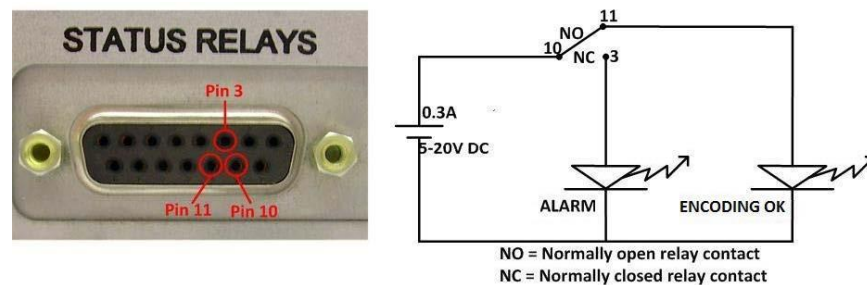 STATUS RELAYS
Pin 3
Pin 11
Pin 10
11
NO
10
NC
3
0.3A
5-20V DC
ALARM
ENCODING OK
NO = Normally open relay contact
NC = Normally closed relay contact